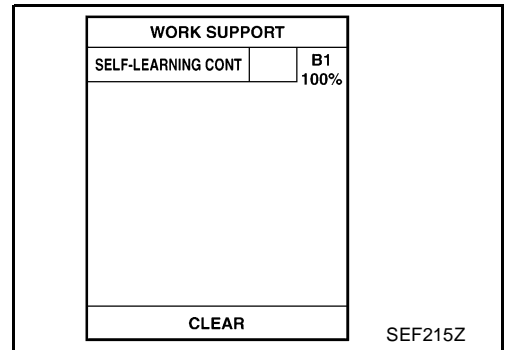 WORK SUPPORT
SELF-LEARNING CONT B1
100%
CLEAR
SEF215Z